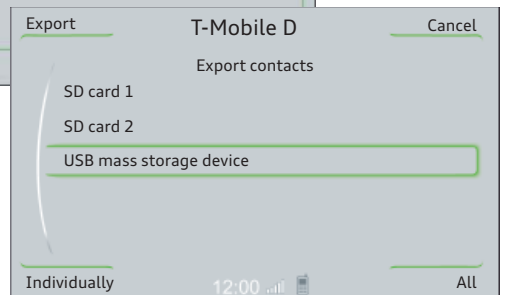 Export T-Mobile D Cancel
Export contacts
SD card 1
SD card 2
USB mass storage device
Individually 12:00 All